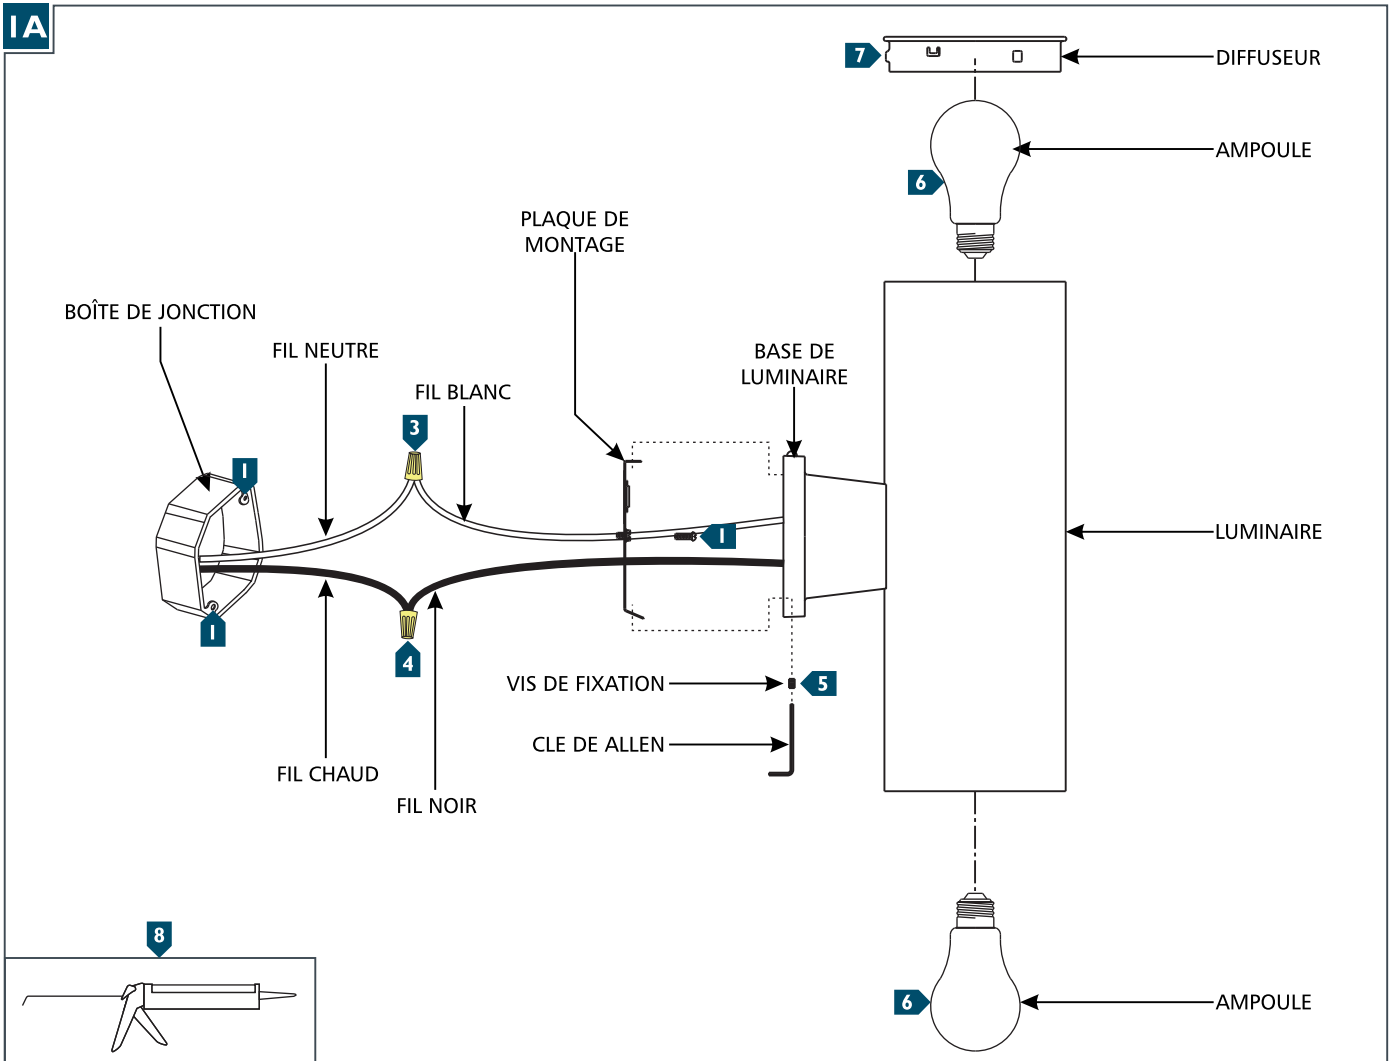 1A
7
DIFFUSEUR
AMPOULE
6
PLAQUE DE
MONTAGE
BOÎTE DE JONCTION
FIL NEUTRE
BASE DE
LUMINAIRE
FIL BLANC
3
1
LUMINAIRE
1
1
4
VIS DE FIXATION
5
CLE DE ALLEN
FIL CHAUD
FIL NOIR
8
6
AMPOULE